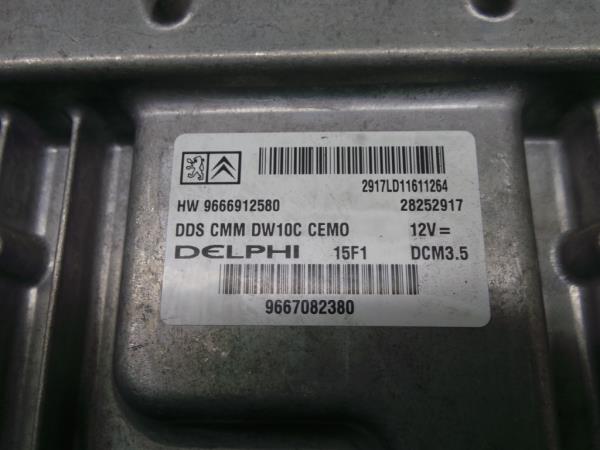 2917LD11611264
HW 9666912580 28252917
DDS CMM DW10C CEMO 12V=
DELPHI 15F1 DCM3.5
9667082380